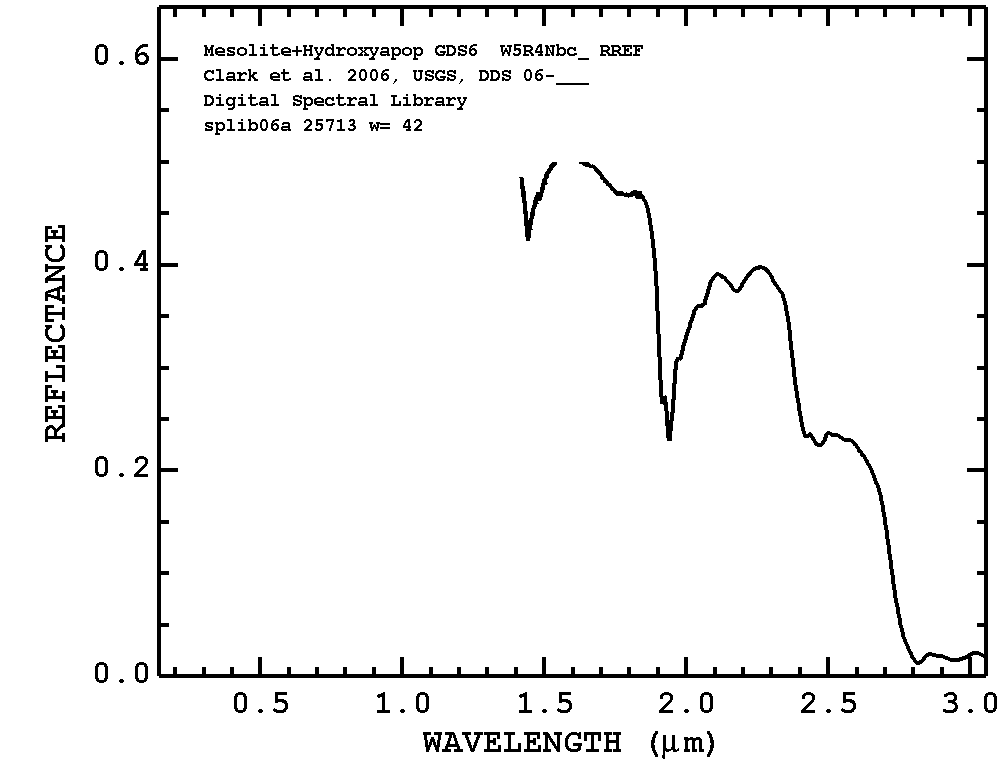 Mesolite+Hydroxyapop GDS6 W5R4Nbc_ RREF
Clark et al. 2006, USGS, DDS 06-___
Digital Spectral Library
splib06a 25713 w= 42
REFLECTANCE
0.6
0.4
0.2
0.0
0.5 1.0 1.5 2.0 2.5 3.0
WAVELENGTH (μm)